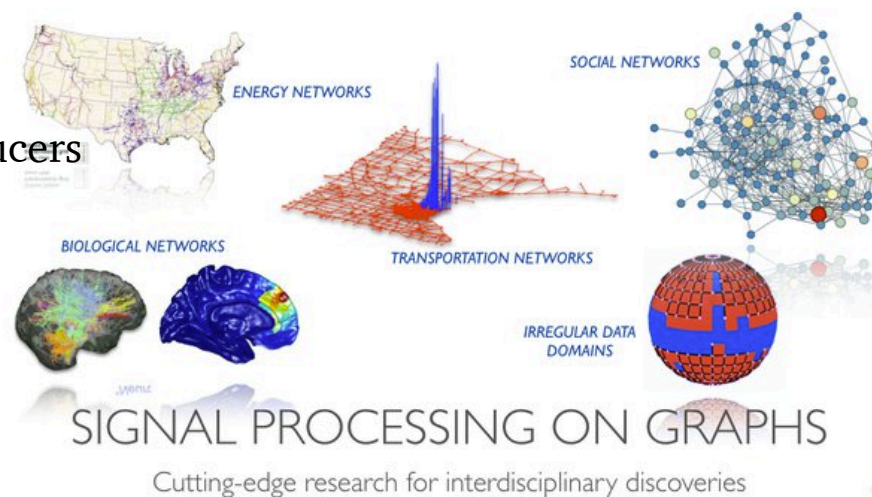 ENERGY NETWORKS
SOCIAL NETWORKS
ucers
BIOLOGICAL NETWORKS
TRANSPORTATION NETWORKS
IRREGULAR DATA
DOMAINS
SIGNAL PROCESSING ON GRAPHS
Cutting-edge research for interdisciplinary discoveries